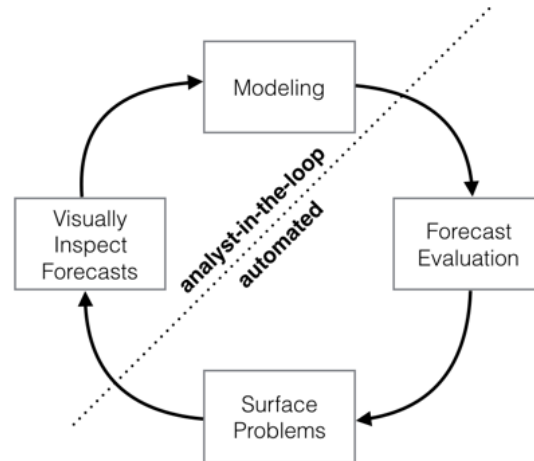 Modeling
analyst-in-the-loop
automated
Visually
Inspect
Forecasts
Forecast
Evaluation
Surface
Problems